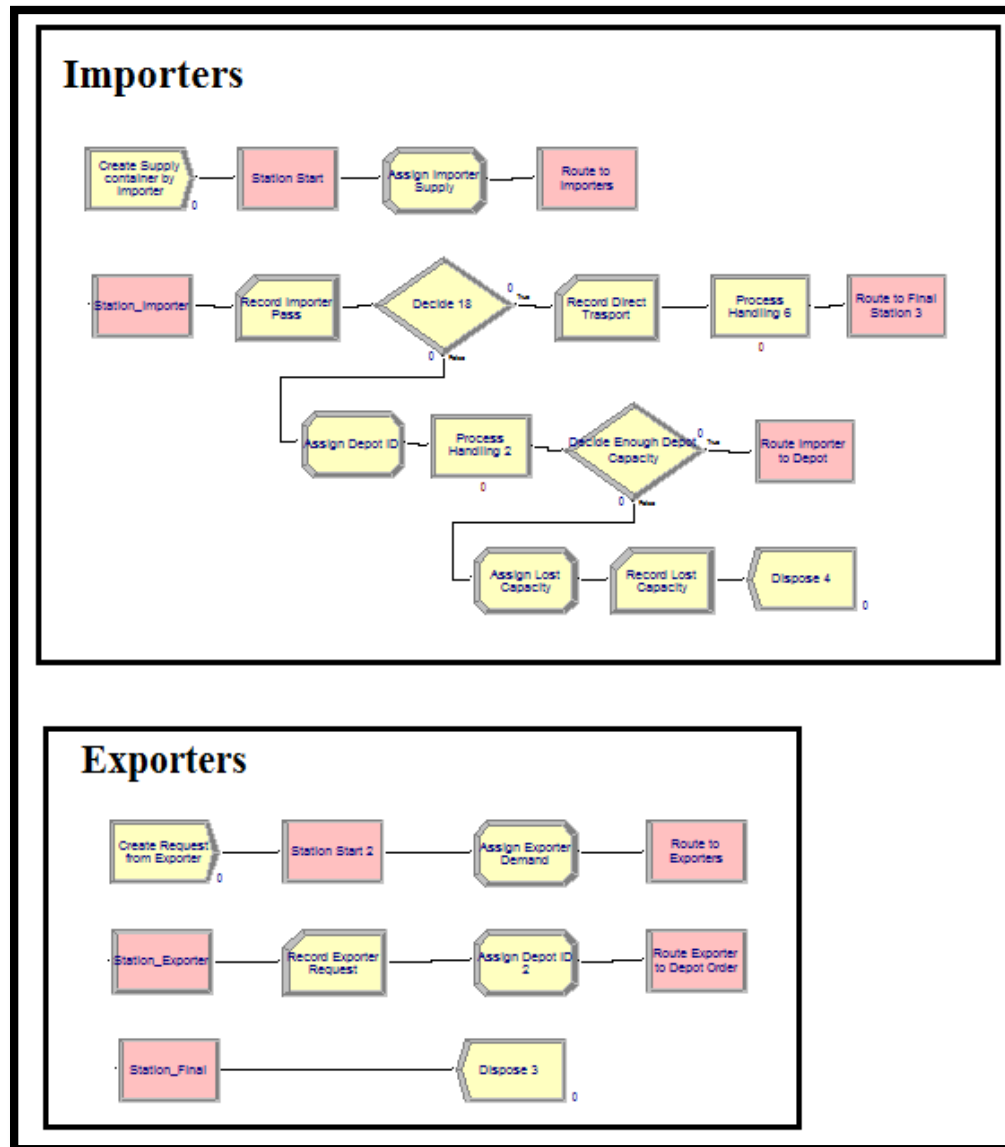 Importers
Create Supply
container by
Importer
0
Station Start
Assign Importer
Supply
Route to
Importers
Station_Importer
Record Importer
Pass
Decide 18
0
True
0
False
Record Direct
Trasport
Process
Handling 6
0
Route to Final
Station 3
Assign Depot ID
Process
Handling 2
0
Decide Enough Depot
Capacity
0
True
0
False
Route Importer
to Depot
Assign Lost
Capacity
Record Lost
Capacity
Dispose 4
0
Exporters
Create Request
from Exporter
0
Station Start 2
Assign Exporter
Demand
Route to
Exporters
Station_Exporter
Record Exporter
Request
Assign Depot ID
2
Route Exporter
to Depot Order
Station_Final
Dispose 3
0